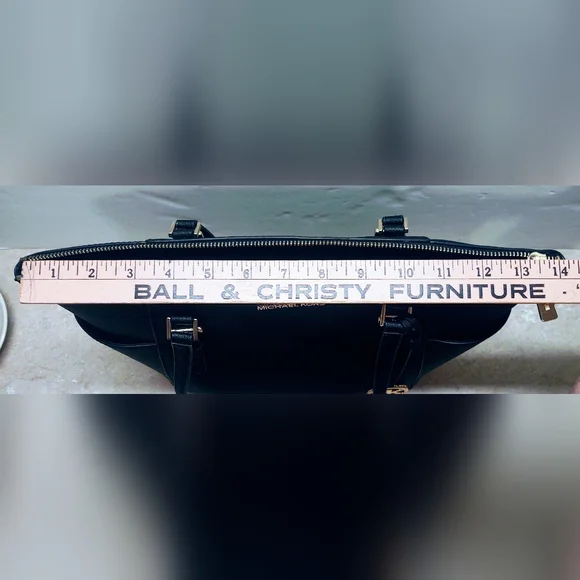 1 2 3 4 5 6 7 8 9 10 11 12 13 14
BALL & CHRISTY FURNITURE -
MICHAEL KORS